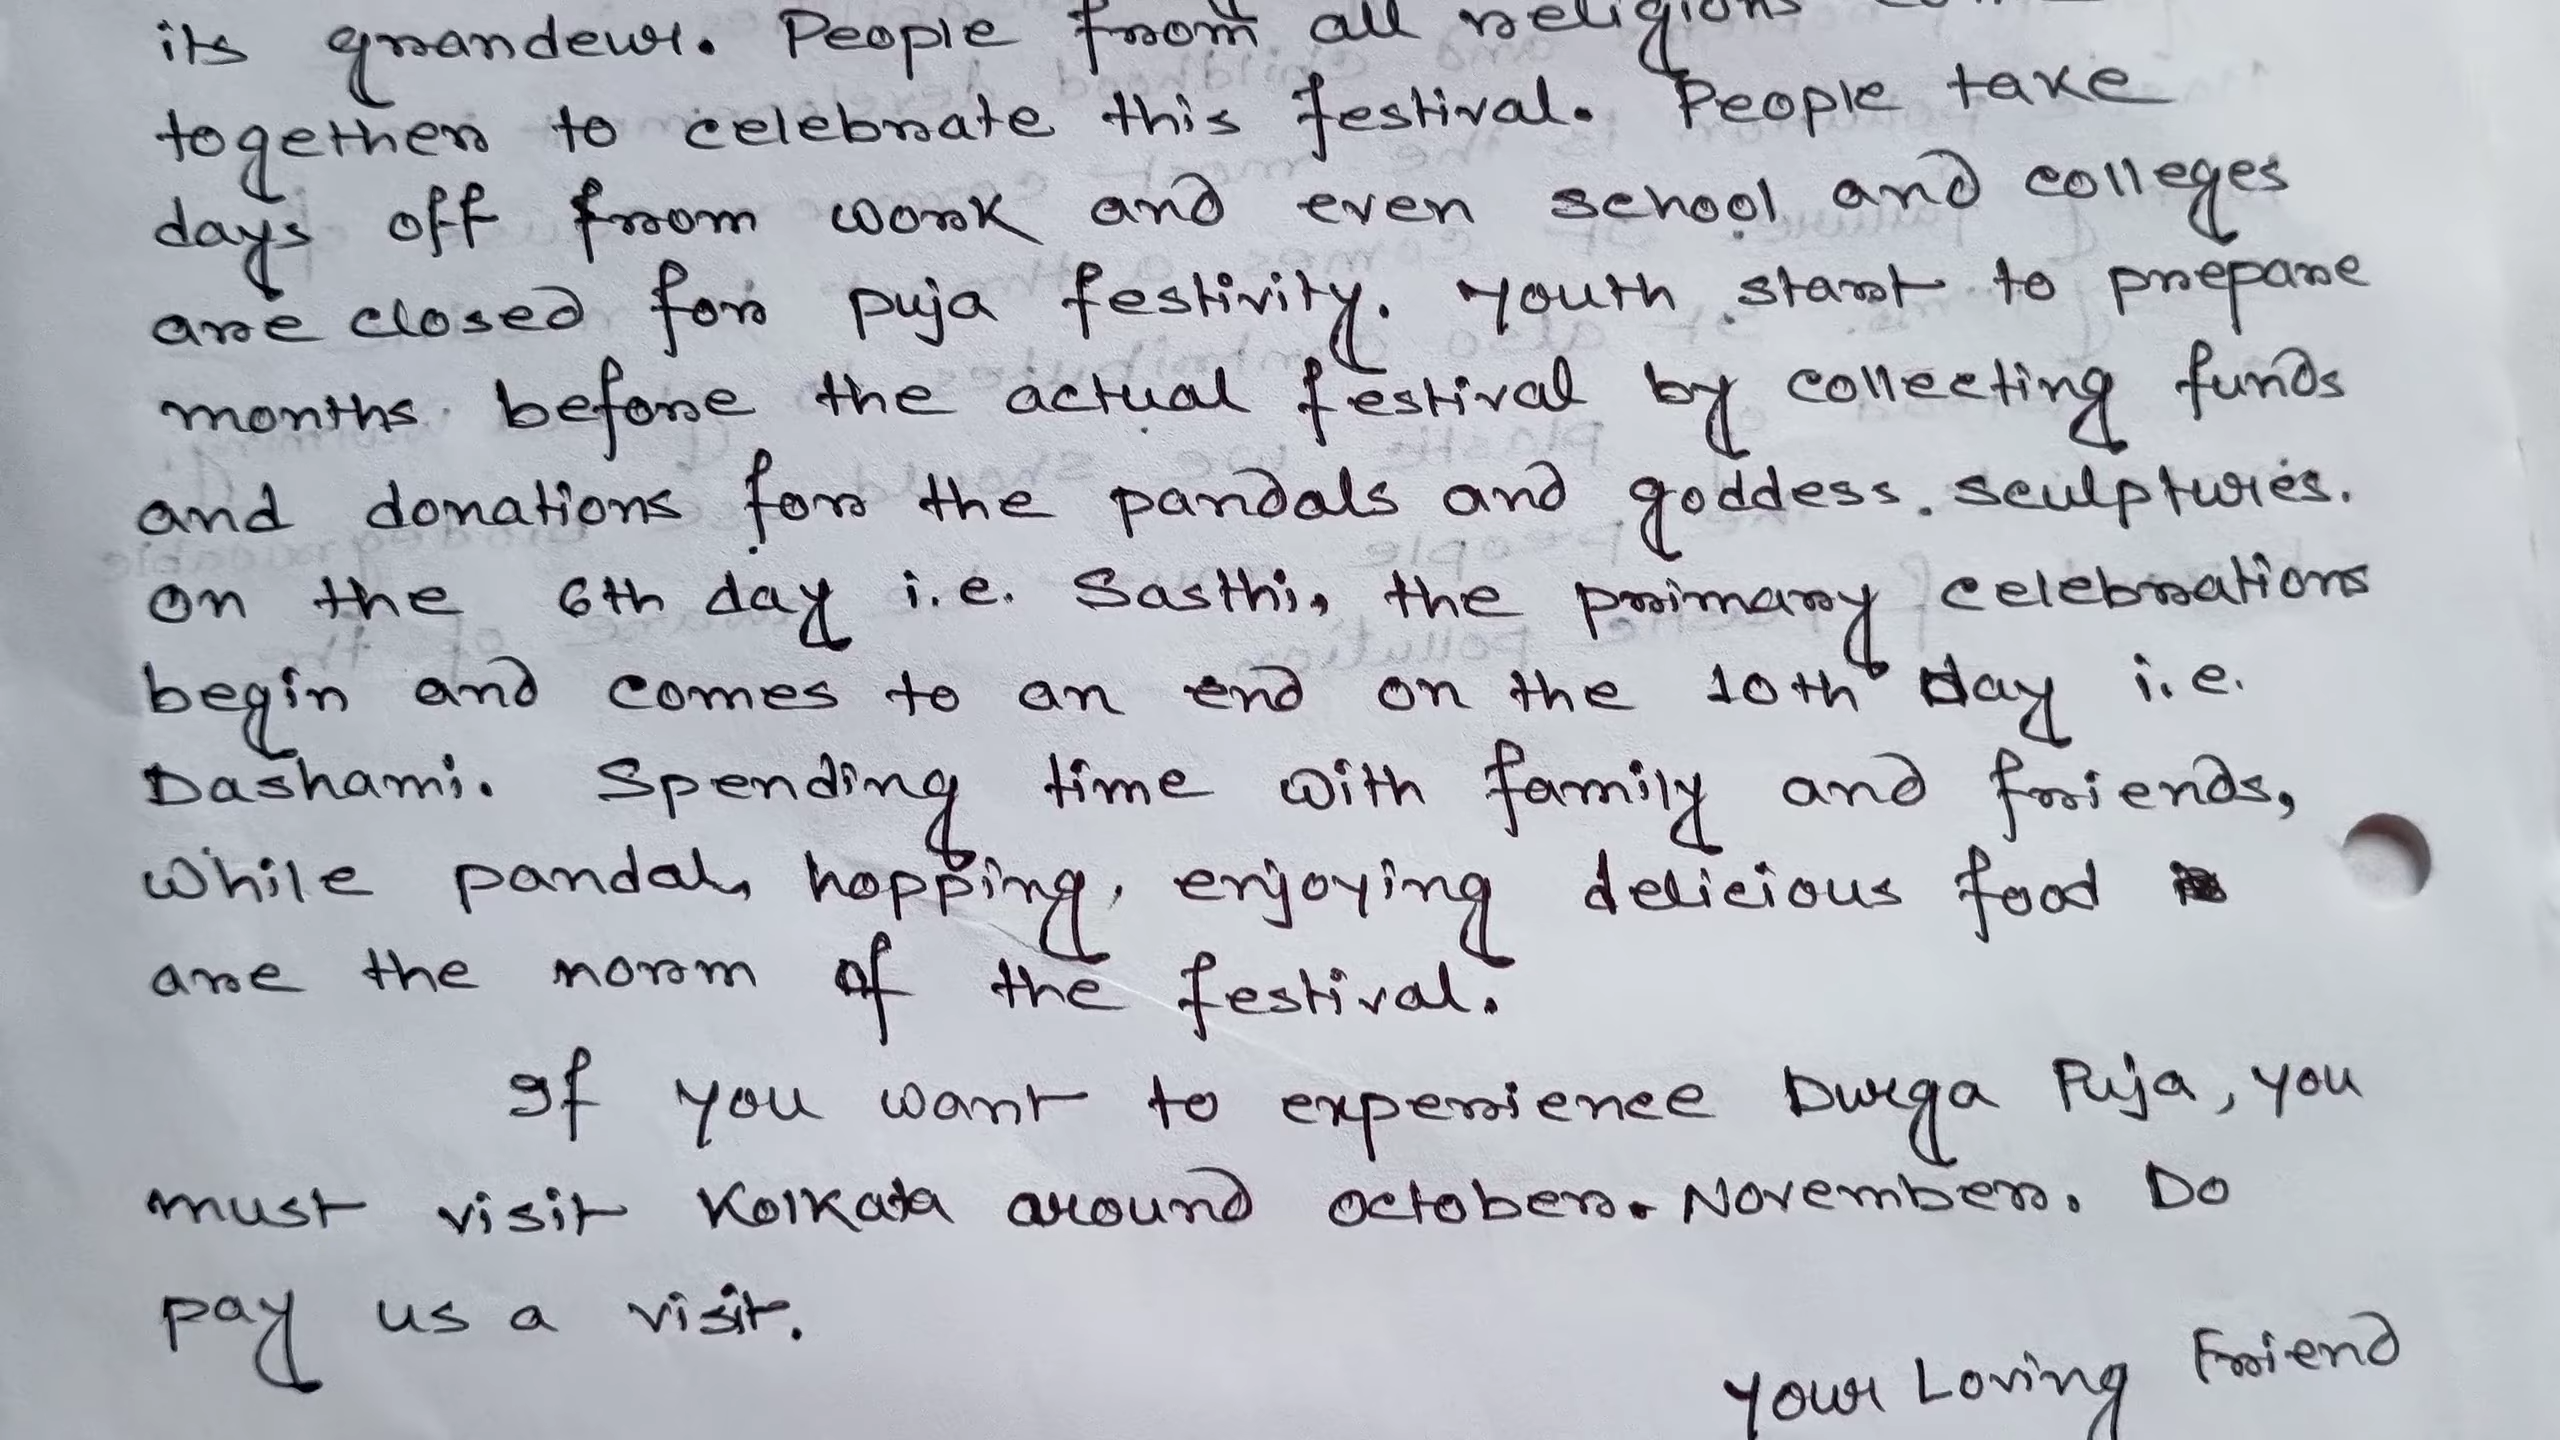 its grandeur. People from all religions
together to celebrate this festival. People take
days off from work and even school and colleges
are closed for puja festivity. Youth start to prepare
months before the actual festival by collecting funds
and donations for the pandals and goddess sculptures.
On the 6th day i.e. Sasthi, the primary celebrations
begin and comes to an end on the 10th day i.e.
Dashami. Spending time with family and friends,
while pandal, hopping, enjoying delicious food
are the norm of the festival.
If you want to experience Durga Puja, you
must visit Kolkata around october-November. Do
pay us a visit.
Your Loving Friend